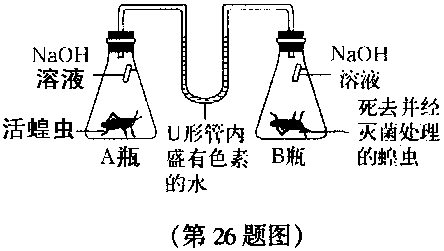 NaOH
溶液
活蝗虫
A瓶
U形管内
盛有色素
的水
NaOH
溶液
B瓶
死去并经
灭菌处理
的蝗虫
(第26题图)